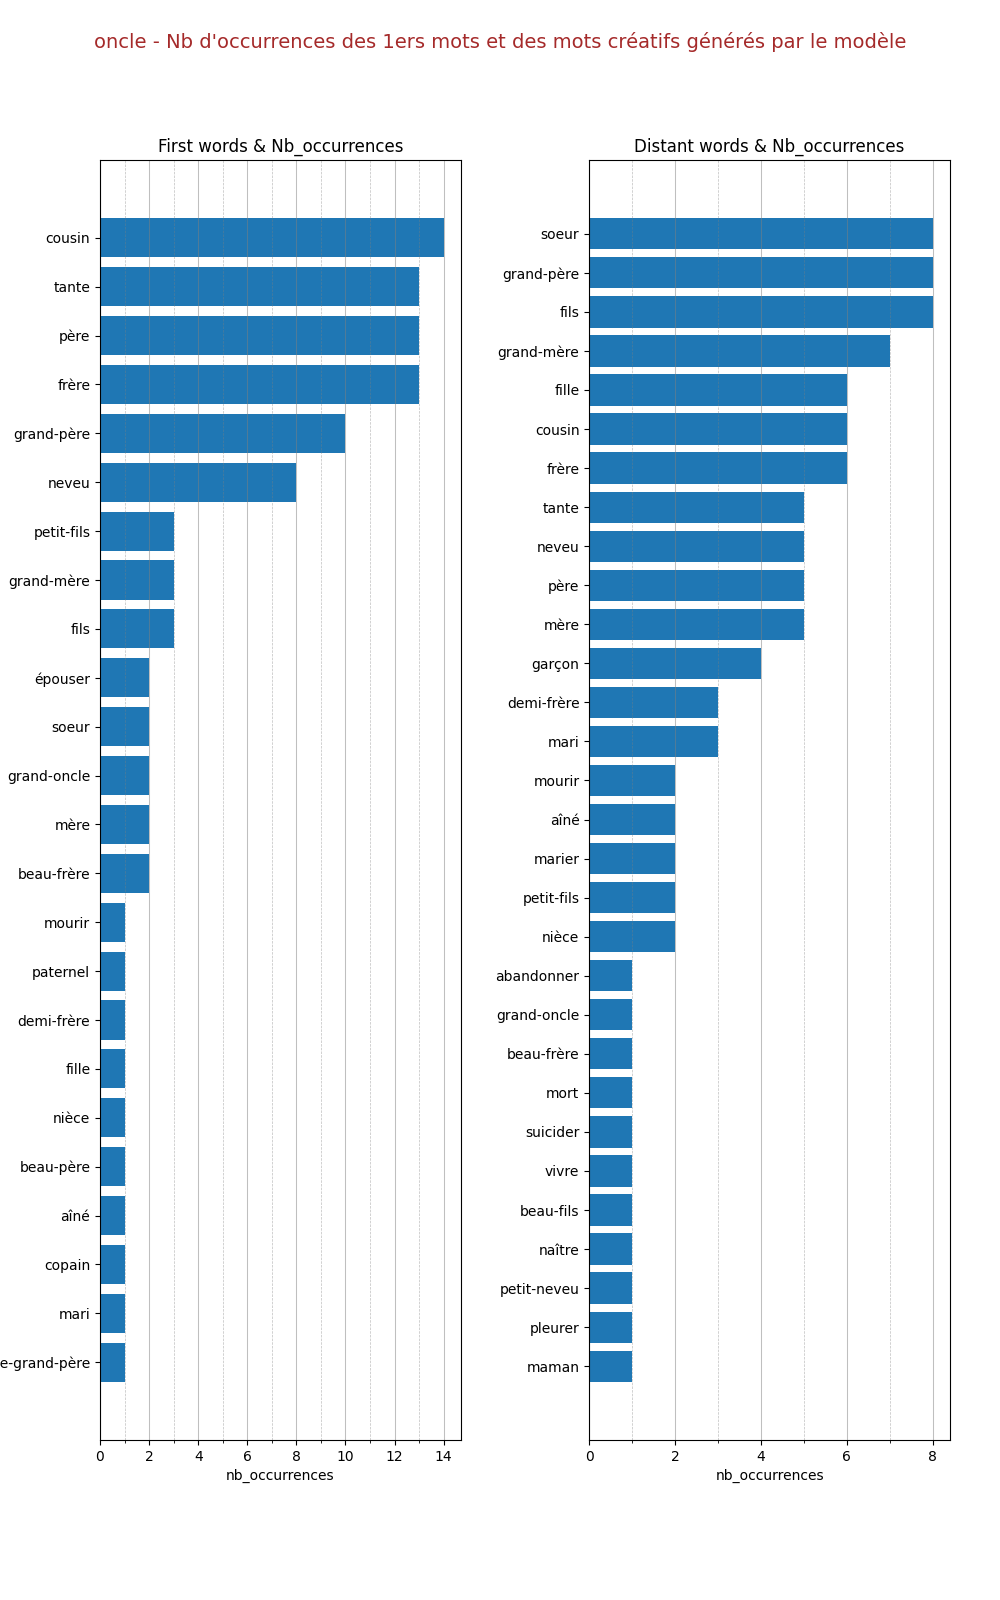 oncle - Nb d'occurrences des 1ers mots et des mots créatifs générés par le modèle
First words & Nb_occurrences
cousin
tante
père
frère
grand-père
neveu
petit-fils
grand-mère
fils
épouser
soeur
grand-oncle
mère
beau-frère
mourir
paternel
demi-frère
fille
nièce
beau-père
aîné
copain
mari
e-grand-père
0 2 4 6 8 10 12 14
nb_occurrences
Distant words & Nb_occurrences
soeur
grand-père
fils
grand-mère
fille
cousin
frère
tante
neveu
père
mère
garçon
demi-frère
mari
mourir
aîné
marier
petit-fils
nièce
abandonner
grand-oncle
beau-frère
mort
suicider
vivre
beau-fils
naître
petit-neveu
pleurer
maman
0 2 4 6 8
nb_occurrences